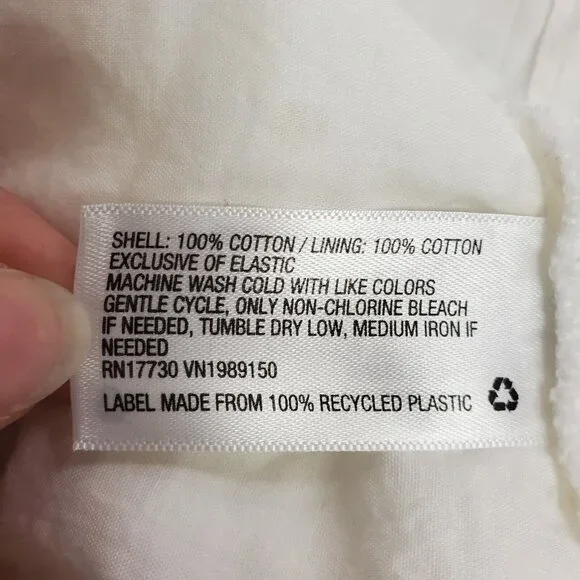 SHELL: 100% COTTON / LINING: 100% COTTON
EXCLUSIVE OF ELASTIC
MACHINE WASH COLD WITH LIKE COLORS
GENTLE CYCLE, ONLY NON-CHLORINE BLEACH
IF NEEDED, TUMBLE DRY LOW, MEDIUM IRON IF
NEEDED
RN17730 VN1989150
LABEL MADE FROM 100% RECYCLED PLASTIC